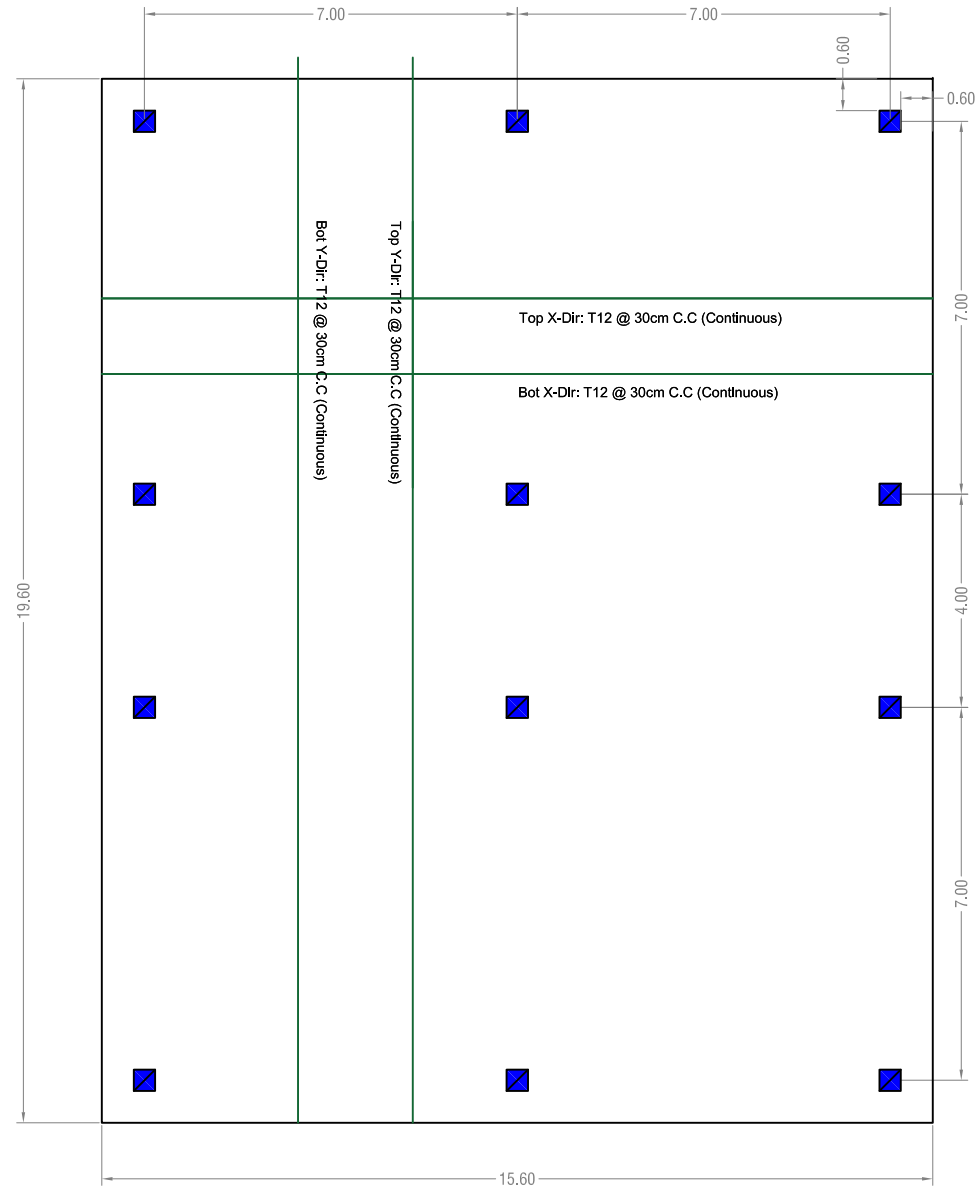 7.00
7.00
0.60
0.60
Bot Y-Dir: T12 @ 30cm C.C (Continuous)
Top Y-Dir: T12 @ 30cm C.C (Continuous)
7.00
Top X-Dir: T12 @ 30cm C.C (Continuous)
Bot X-Dir: T12 @ 30cm C.C (Continuous)
19.60
4.00
7.00
15.60